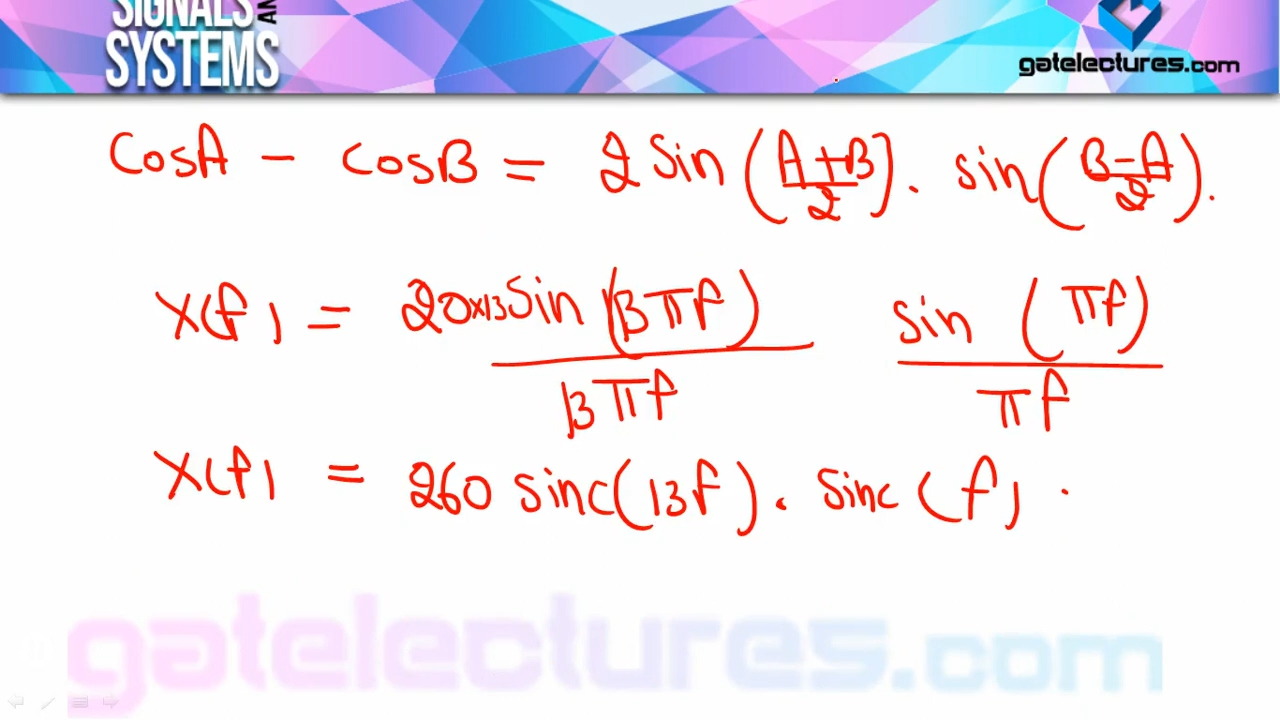 SIGNALS AND
SYSTEMS
gatelectures.com
CosA - cosB = 2 Sin (A+B/2) . sin (B-A/2) .
X(f) = 20x13 Sin (13πf) / 13πf sin (πf) / πf
X(f) = 260 sinc(13f) . sinc (f) .
gatelectures.com